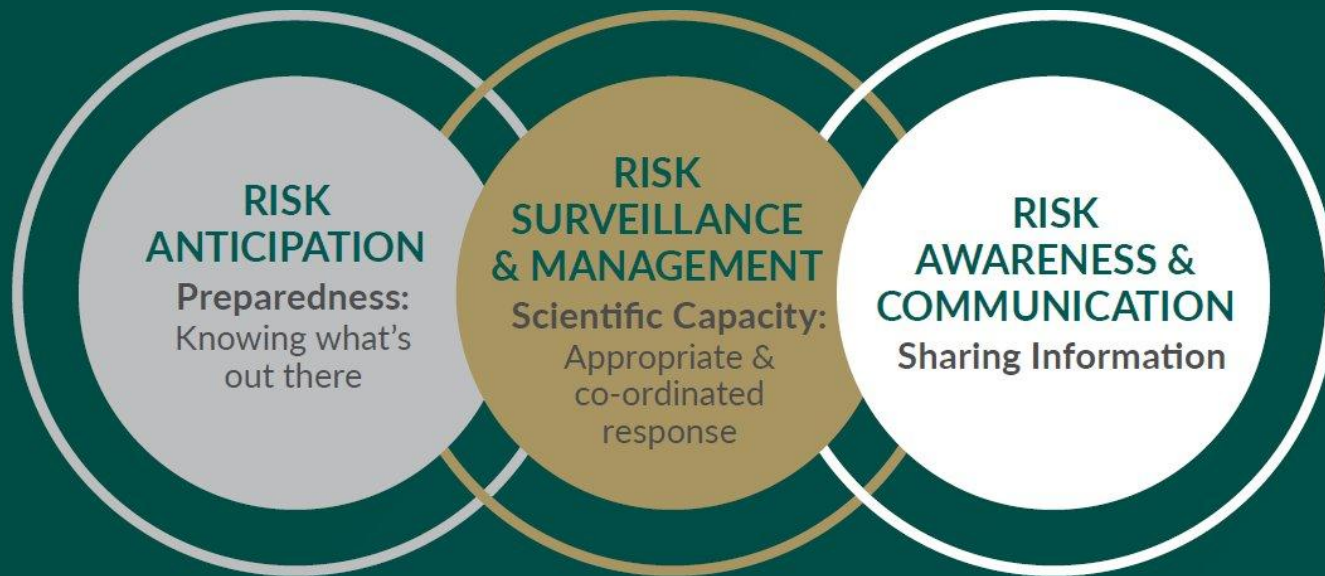 RISK
ANTICIPATION
Preparedness:
Knowing what's
out there
RISK
SURVEILLANCE
& MANAGEMENT
Scientific Capacity:
Appropriate &
co-ordinated
response
RISK
AWARENESS &
COMMUNICATION
Sharing Information